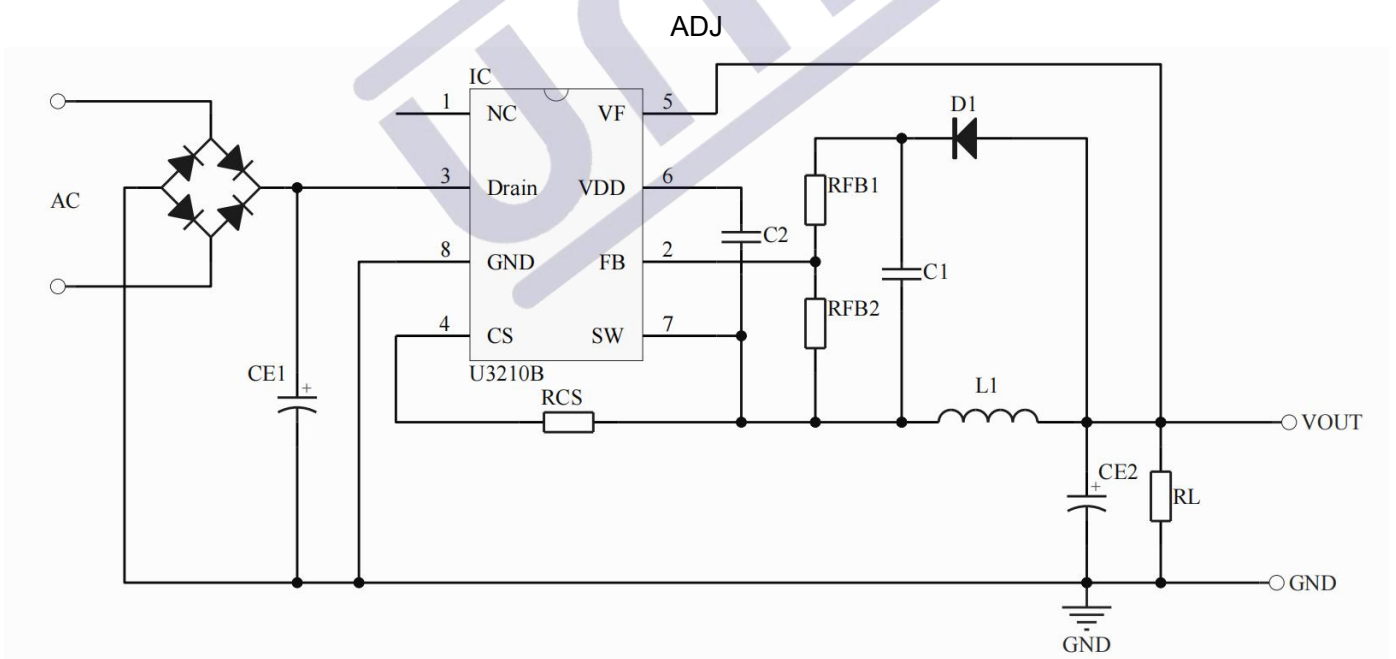 ADJ
IC
1 NC VF 5
D1
AC
3 Drain VDD 6
RFB1
C2
8 GND FB 2
C1
RFB2
4 CS SW 7
U3210B
CE1 +
RCS
L1
VOUT
CE2
+
RL
GND
GND